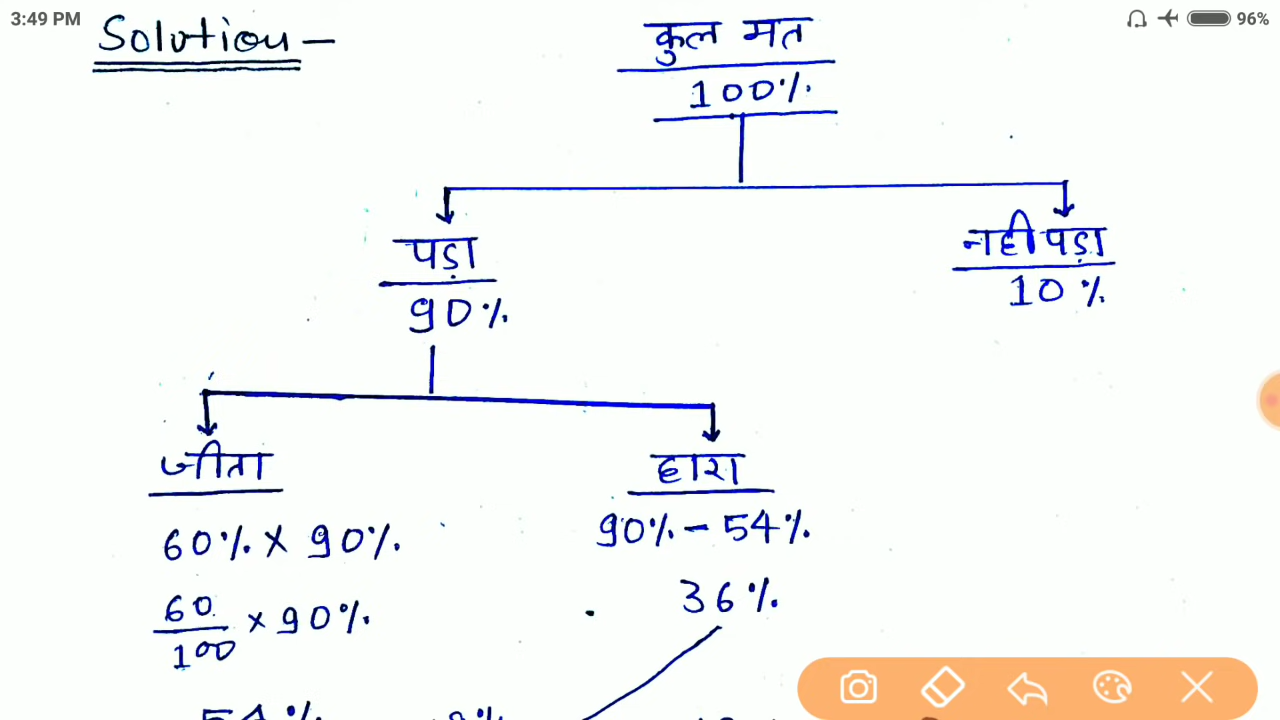 3:49 PM
96%
Solution -
कुल मत
100%
पड़ा
नही पड़ा
90%
10%
जीता
हारा
60% × 90%
90% - 54%
60/100 × 90%
36%
54%